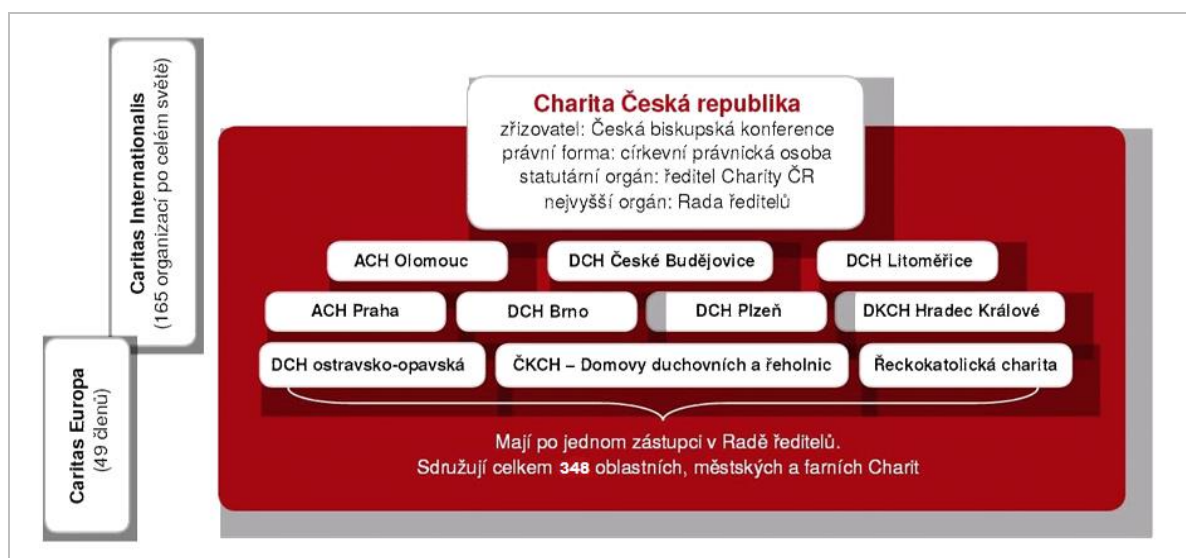 Caritas Internationalis
(165 organizací po celém světě)
Caritas Europa
(49 členů)
Charita Česká republika
zřizovatel: Česká biskupská konference
právní forma: církevní právnická osoba
statutární orgán: ředitel Charity ČR
nejvyšší orgán: Rada ředitelů
ACH Olomouc
DCH České Budějovice
DCH Litoměřice
ACH Praha
DCH Brno
DCH Plzeň
DKCH Hradec Králové
DCH ostravsko-opavská
ČKCH – Domovy duchovních a řeholnic
Řeckokatolická charita
Mají po jednom zástupci v Radě ředitelů.
Sdružují celkem 348 oblastních, městských a farních Charit